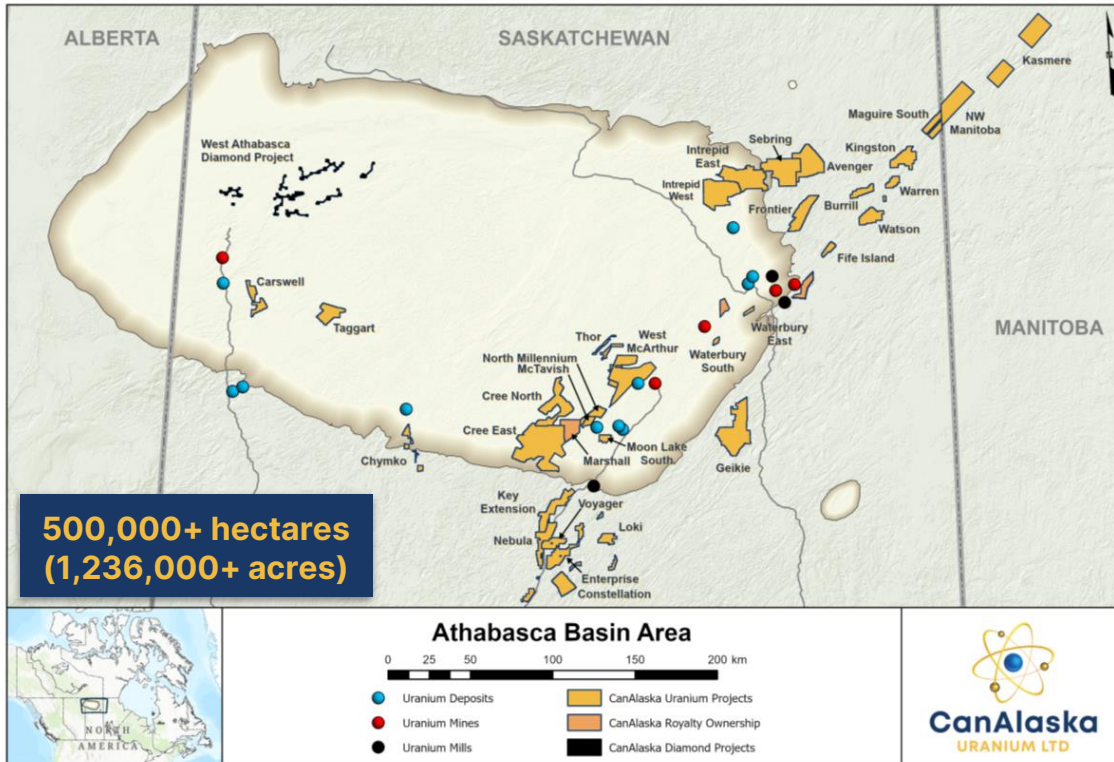 ALBERTA
SASKATCHEWAN
MANITOBA
Kasmere
Maguire South
NW
Manitoba
Sebring
Intrepid
East
Avenger
Kingston
Intrepid
West
Warren
Frontier
Burrill
Watson
Fife Island
West Athabasca
Diamond Project
Carswell
Taggart
Waterbury
East
Waterbury
South
Thor
West
McArthur
North Millennium
McTavish
Cree North
Cree East
Moon Lake
South
Marshall
Geikie
Chymko
Key
Extension
Voyager
Loki
Nebula
Enterprise
Constellation
500,000+ hectares
(1,236,000+ acres)
NORTH
AMERICA
Athabasca Basin Area
0 25 50 100 150 200 km
Uranium Deposits
Uranium Mines
Uranium Mills
CanAlaska Uranium Projects
CanAlaska Royalty Ownership
CanAlaska Diamond Projects
CanAlaska
URANIUM LTD